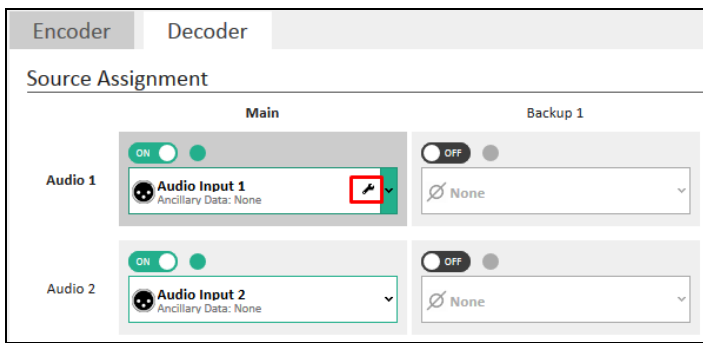 Encoder
Decoder
Source Assignment
Main
Backup 1
Audio 1
ON
Audio Input 1
Ancillary Data: None
OFF
None
Audio 2
ON
Audio Input 2
Ancillary Data: None
OFF
None